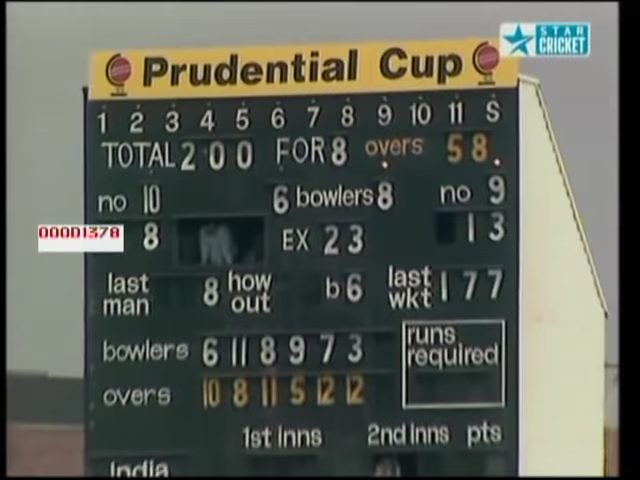 STAR CRICKET
Prudential Cup
1 2 3 4 5 6 7 8 9 10 11 S
TOTAL 200 FOR 8 overs 58.
no 10 6 bowlers 8 no 9
000D1378 8 EX 23 13
last man 8 how out b6 last wkt 177
bowlers 6 11 8 9 7 3 runs required
overs 10 8 11 5 12 12
1st inns 2nd inns pts
India